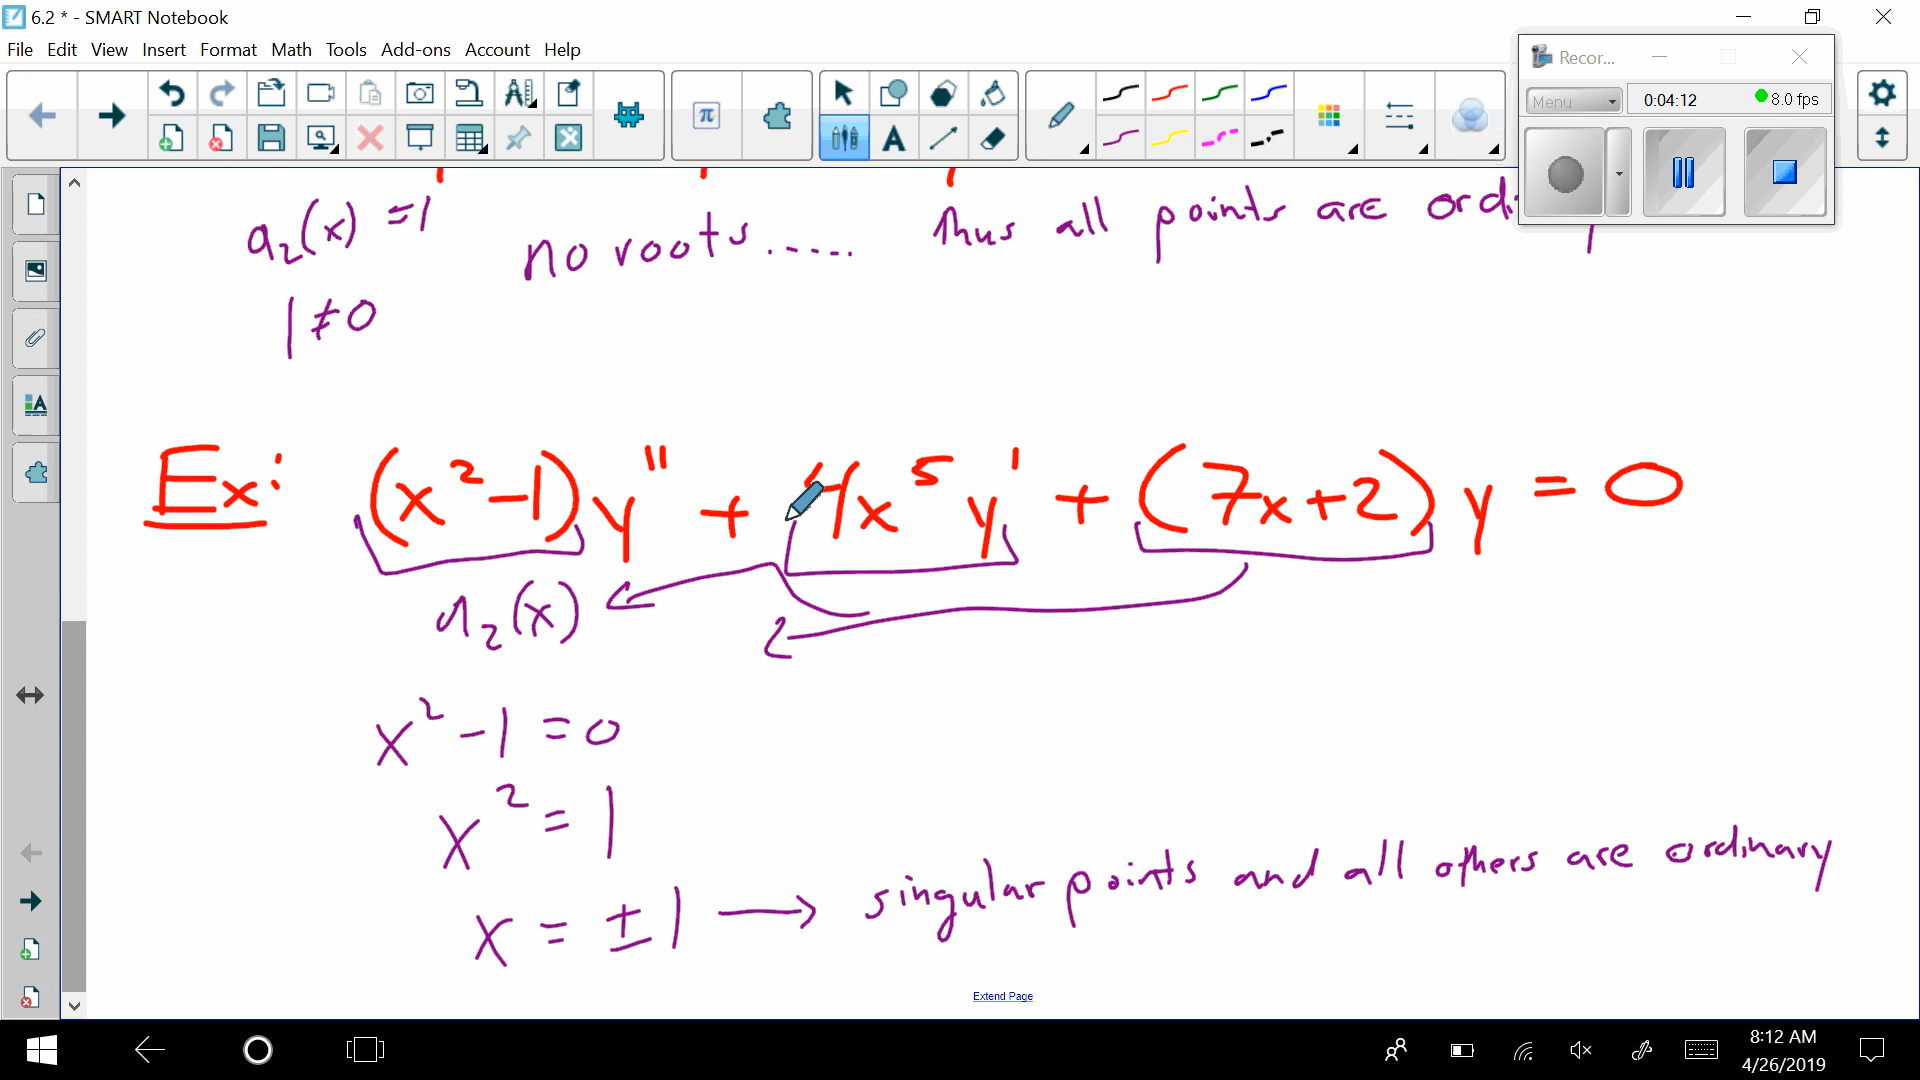 6.2 * - SMART Notebook
File Edit View Insert Format Math Tools Add-ons Account Help
Recor...
Menu
0:04:12
8.0 fps
π
A
a₂(x) = 1
no roots.....
Thus all points are
1 ≠ 0
Ex: (x² - 1) y'' + 4x⁵ y' + (7x + 2) y = 0
a₂(x)
x² - 1 = 0
x² = 1
x = ± 1 → singular points and all others are ordinary
Extend Page
8:12 AM
4/26/2019